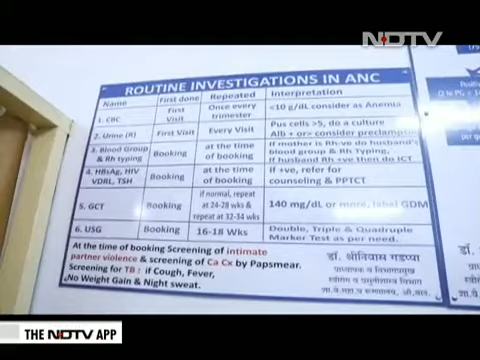 NDTV
ROUTINE INVESTIGATIONS IN ANC
Name First done Repeated Interpretation
1. CBC First Visit Once every trimester <10 g/dL consider as Anemia
2. Urine (R) First Visit Every Visit Pus cells >5, do a culture
Alb + or> consider preclampsia
3. Blood Group & Rh typing Booking at the time of booking If mother is Rh-ve do husband's
blood group & Rh Typing,
If husband Rh +ve then do ICT
4. HBsAg, HIV VDRL, TSH Booking at the time of booking if +ve, refer for
counseling & PPTCT
5. GCT Booking if normal, repeat at 24-28 wks & repeat at 32-34 wks 140 mg/dL or more, label GDM
6. USG Booking 16-18 Wks Double, Triple & Quadruple
Marker Test as per need.
At the time of booking Screening of intimate
partner violence & screening of Ca Cx by Papsmear.
Screening for TB : if Cough, Fever,
No Weight Gain & Night sweat.
डॉ. श्रीनिवास गडप्पा
प्राध्यापक व विभागप्रमुख
स्त्रीरोग व प्रसुतीशास्त्र विभाग
THE NDTV APP